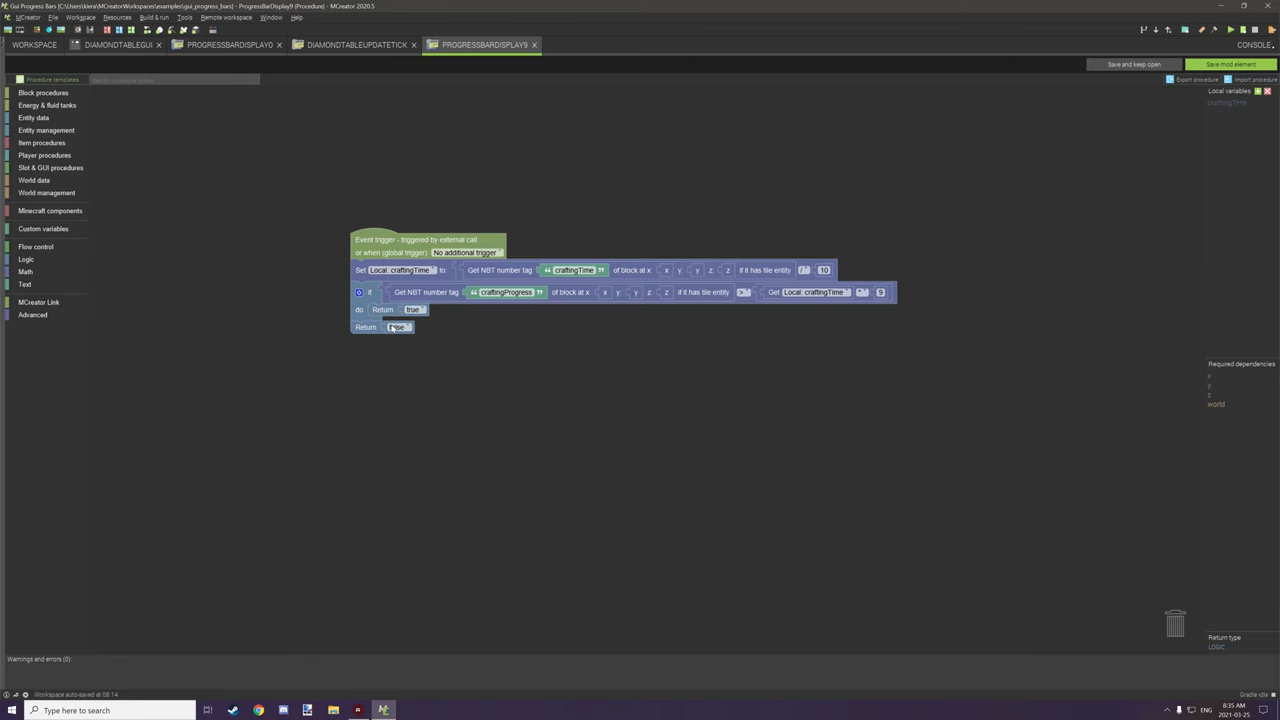 Gui Progress Bars [C:\Users\kiera\MCreatorWorkspaces\examples\gui_progress_bars] - ProgressBarDisplay9 (Procedure) - MCreator 2020.5
MCreator File Workspace Resources Build & run Tools Remote workspace Window Help
WORKSPACE DIAMONDTABLEGUI PROGRESSBARDISPLAY0 DIAMONDTABLEUPDATETICK PROGRESSBARDISPLAY9 CONSOLE
Save and keep open Save mod element
Procedure templates Export procedure Import procedure
Block procedures
Energy & fluid tanks
Entity data
Entity management
Item procedures
Player procedures
Slot & GUI procedures
World data
World management
Minecraft components
Custom variables
Flow control
Logic
Math
Text
MCreator Link
Advanced
Local variables
craftingTime
Event trigger - triggered by external call
or when (global trigger) No additional trigger
Set Local: craftingTime to: Get NBT number tag “ craftingTime ” of block at x: x y: y z: z if it has tile entity / 10
if Get NBT number tag “ craftingProgress ” of block at x: x y: y z: z if it has tile entity > Get Local: craftingTime * 9
do Return true
Return false
Required dependencies
x
y
z
world
Return type
LOGIC
Warnings and errors (0):
Workspace auto-saved at 08:14 Gradle idle
Type here to search
ENG
8:35 AM
2021-03-25